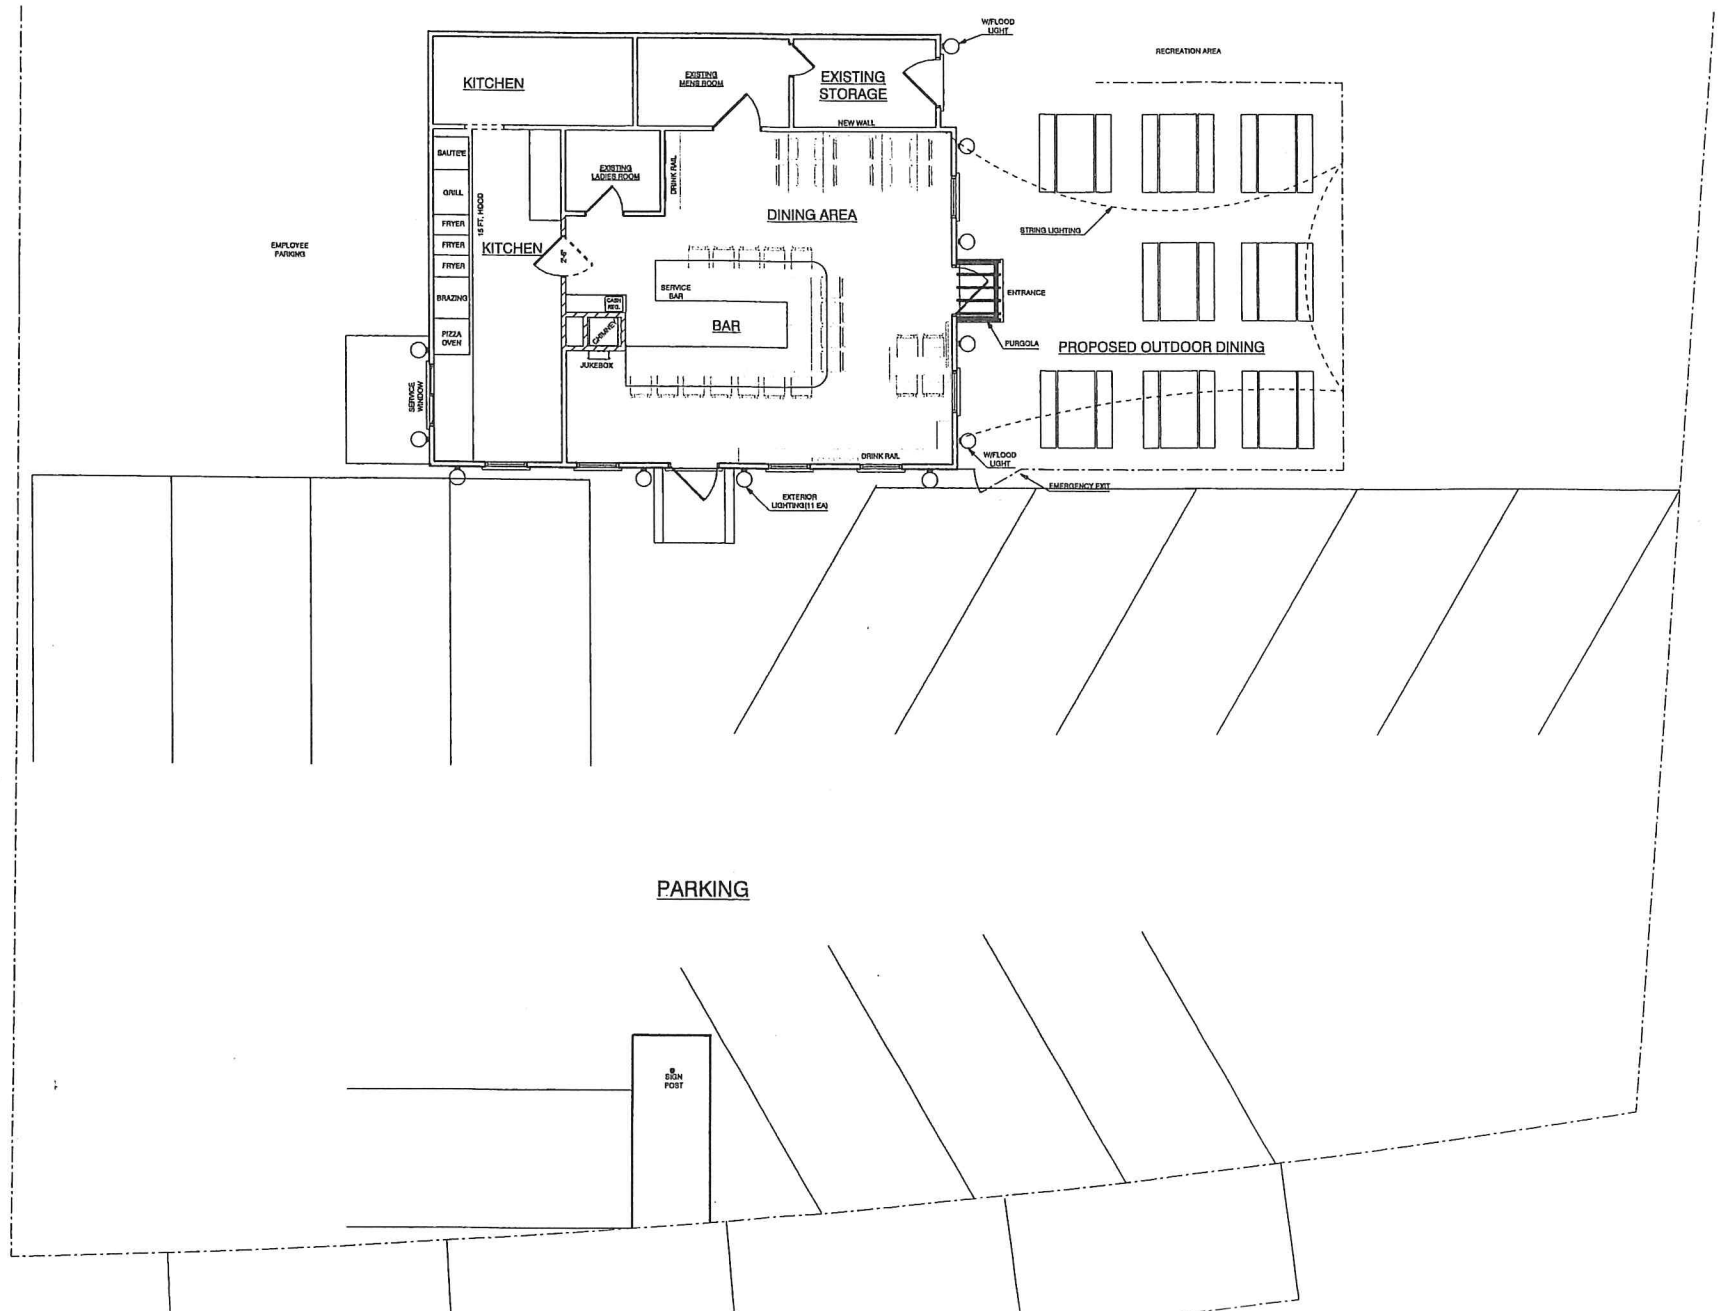 W/FLOOD
LIGHT
RECREATION AREA
KITCHEN
EXISTING
MENS ROOM
EXISTING
STORAGE
NEW WALL
SAUTEE
GRILL
FRYER
FRYER
FRYER
BRAZING
PIZZA
OVEN
15 FT. HOOD
KITCHEN
2'-6"
EXISTING
LADIES ROOM
DRINK RAIL
DINING AREA
STRING LIGHTING
EMPLOYEE
PARKING
SERVICE
BAR
CASH
REG.
BAR
CHIMNEY
JUKEBOX
ENTRANCE
PURGOLA
PROPOSED OUTDOOR DINING
SERVICE
WINDOW
DRINK RAIL
W/FLOOD
LIGHT
EMERGENCY EXIT
EXTERIOR
LIGHTING(11 EA)
PARKING
SIGN
POST